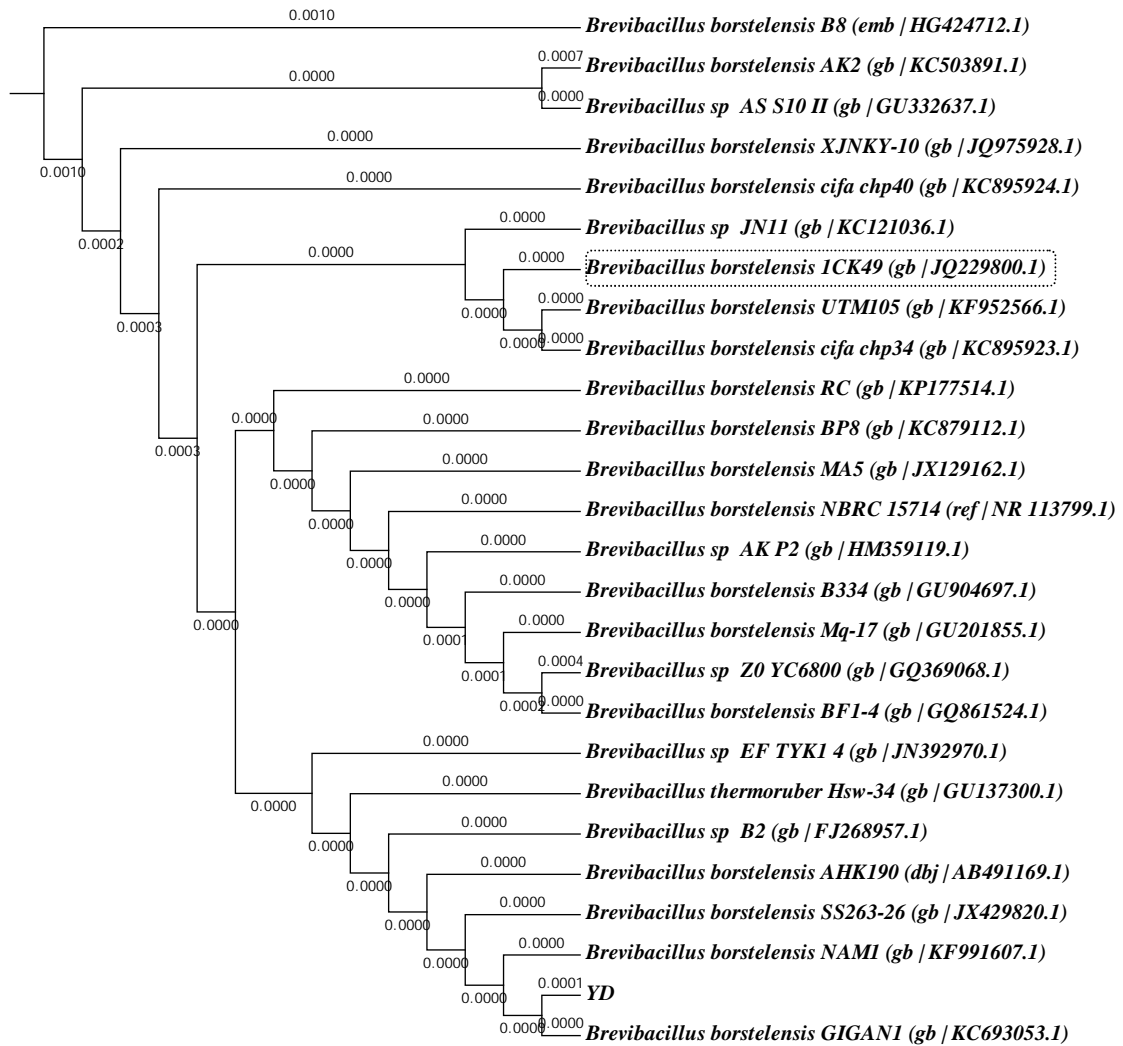 0.0010
Brevibacillus borstelensis B8 (emb | HG424712.1)
0.0007
0.0000
Brevibacillus borstelensis AK2 (gb | KC503891.1)
0.0000
Brevibacillus sp AS S10 II (gb | GU332637.1)
0.0000
Brevibacillus borstelensis XJNKY-10 (gb | JQ975928.1)
0.0010
0.0000
Brevibacillus borstelensis cifa chp40 (gb | KC895924.1)
0.0000
Brevibacillus sp JN11 (gb | KC121036.1)
0.0002
0.0000
0.0000
Brevibacillus borstelensis 1CK49 (gb | JQ229800.1)
0.0000
Brevibacillus borstelensis UTM105 (gb | KF952566.1)
0.0003
0.0000
0.0000
0.0000
Brevibacillus borstelensis cifa chp34 (gb | KC895923.1)
0.0000
Brevibacillus borstelensis RC (gb | KP177514.1)
0.0000
0.0000
Brevibacillus borstelensis BP8 (gb | KC879112.1)
0.0003
0.0000
Brevibacillus borstelensis MA5 (gb | JX129162.1)
0.0000
0.0000
Brevibacillus borstelensis NBRC 15714 (ref | NR 113799.1)
0.0000
0.0000
Brevibacillus sp AK P2 (gb | HM359119.1)
0.0000
0.0000
Brevibacillus borstelensis B334 (gb | GU904697.1)
0.0000
0.0000
0.0000
Brevibacillus borstelensis Mq-17 (gb | GU201855.1)
0.0001
0.0004
Brevibacillus sp Z0 YC6800 (gb | GQ369068.1)
0.0001
0.0002
0.0000
Brevibacillus borstelensis BF1-4 (gb | GQ861524.1)
0.0000
Brevibacillus sp EF TYK1 4 (gb | JN392970.1)
0.0000
0.0000
Brevibacillus thermoruber Hsw-34 (gb | GU137300.1)
0.0000
Brevibacillus sp B2 (gb | FJ268957.1)
0.0000
0.0000
Brevibacillus borstelensis AHK190 (dbj | AB491169.1)
0.0000
0.0000
Brevibacillus borstelensis SS263-26 (gb | JX429820.1)
0.0000
0.0000
Brevibacillus borstelensis NAM1 (gb | KF991607.1)
0.0000
0.0001
YD
0.0000
0.0000
0.0000
Brevibacillus borstelensis GIGAN1 (gb | KC693053.1)